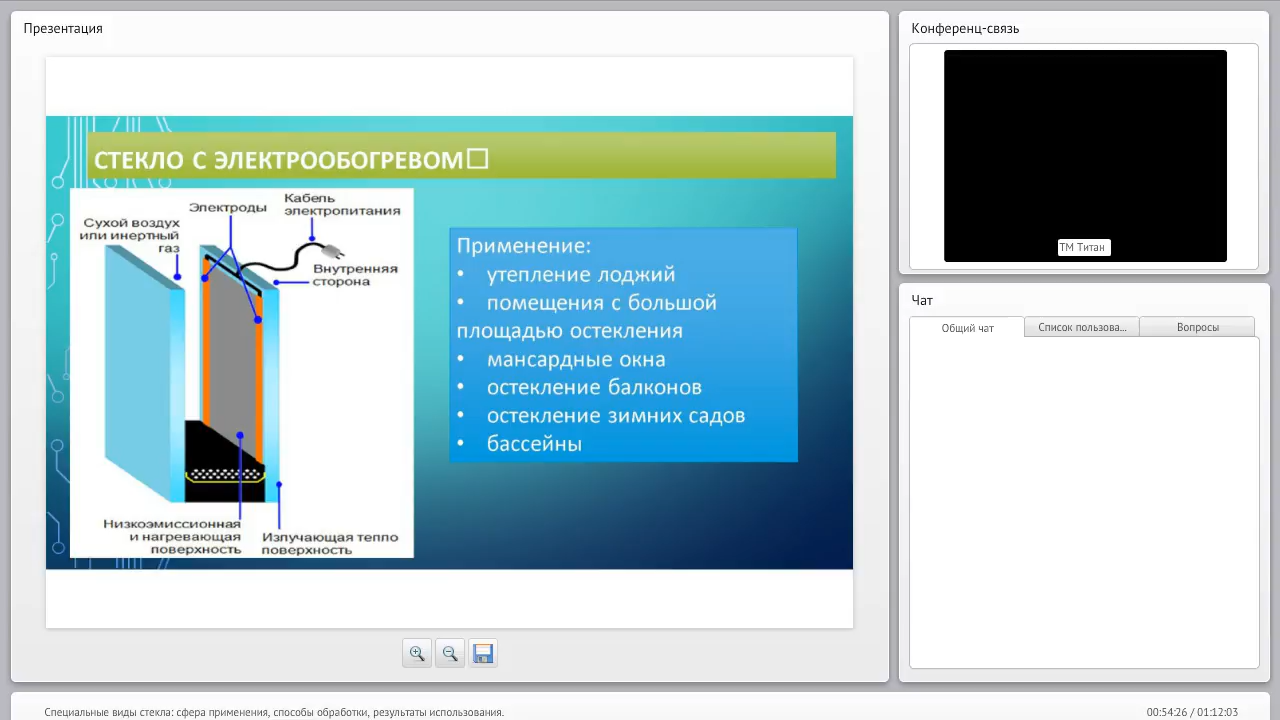 Презентация
СТЕКЛО С ЭЛЕКТРООБОГРЕВОМ□
Электроды
Кабель
электропитания
Сухой воздух
или инертный
газ
Внутренняя
сторона
Низкоэмиссионная
и нагревающая
поверхность
Излучающая тепло
поверхность
Применение:
• утепление лоджий
• помещения с большой
площадью остекления
• мансардные окна
• остекление балконов
• остекление зимних садов
• бассейны
Конференц-связь
ТМ Титан
Чат
Общий чат
Список пользова...
Вопросы
Специальные виды стекла: сфера применения, способы обработки, результаты использования.
00:54:26 / 01:12:03